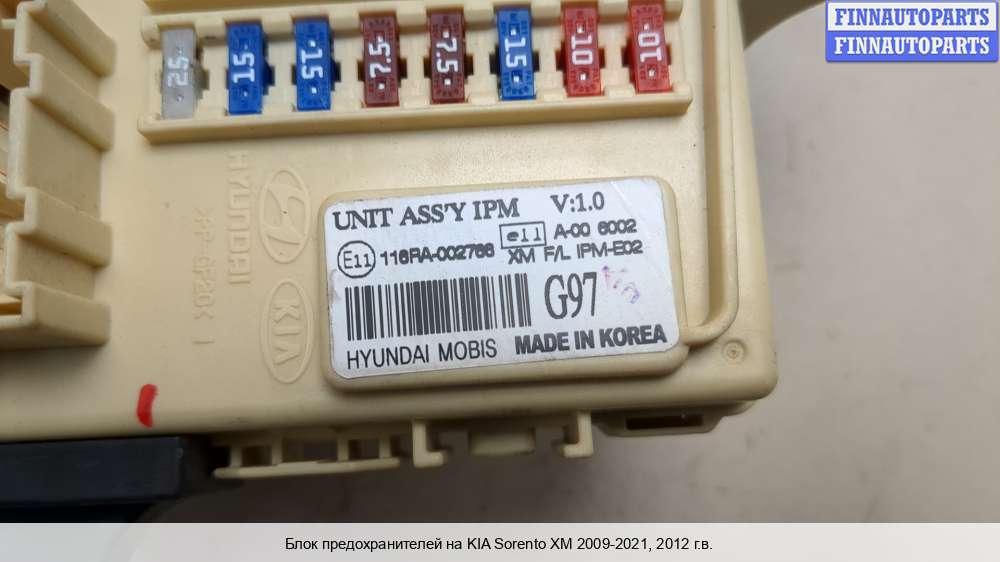 FINNAUTOPARTS
FINNAUTOPARTS
25 15 15 7.5 7.5 15 10 10
HYUNDAI
KIA
UNIT ASS'Y IPM V:1.0
E11 116RA-002766 e11 A-00 6002
XM F/L IPM-E02
G97
HYUNDAI MOBIS MADE IN KOREA
Блок предохранителей на KIA Sorento XM 2009-2021, 2012 г.в.